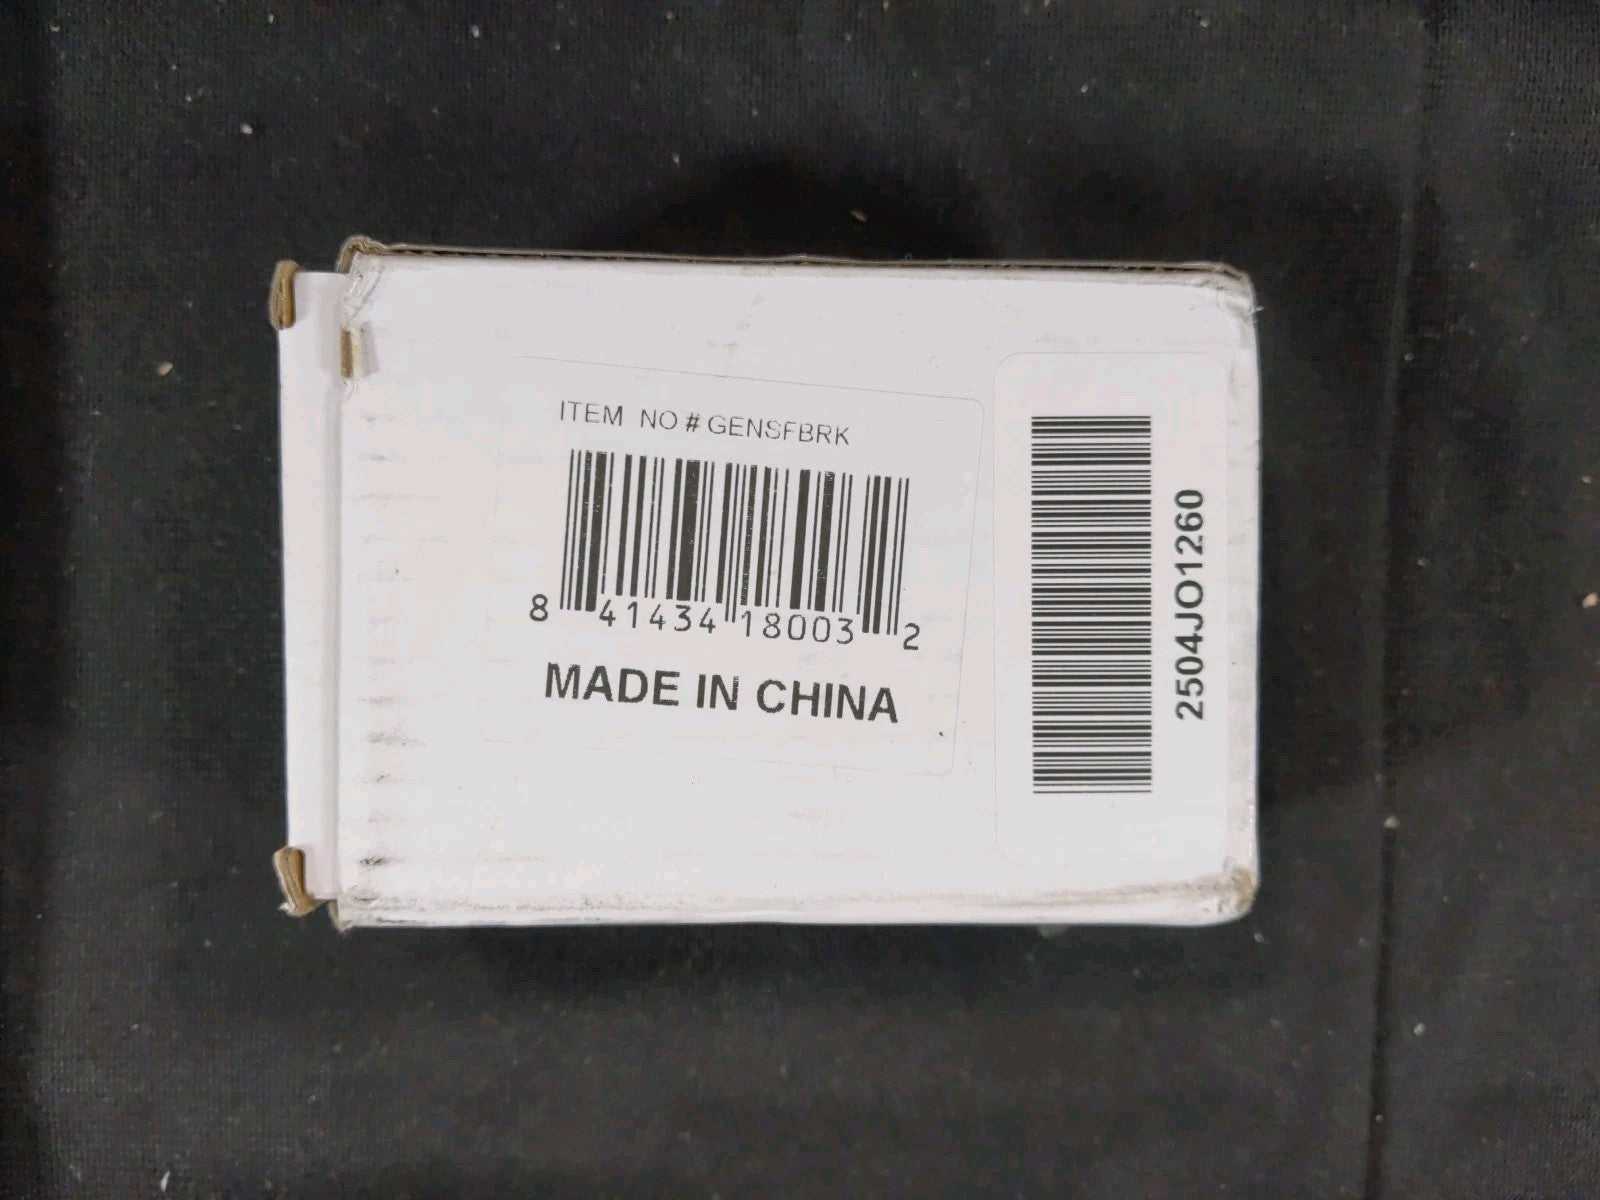 ITEM NO # GENSFBRK
8 41434 18003 2
MADE IN CHINA
2504JO1260